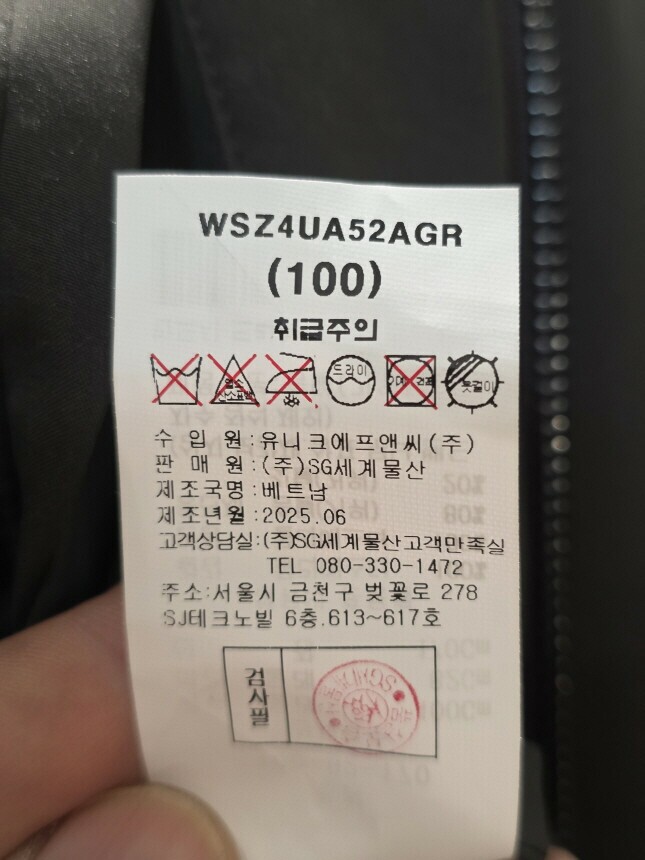 WSZ4UA52AGR
(100)
취급주의
드라이
옷걸이
수 입 원:유니크에프앤씨(주)
판 매 원:(주)SG세계물산
제조국명:베트남
제조년월:2025.06
고객상담실:(주)SG세계물산고객만족실
TEL 080-330-1472
주소:서울시 금천구 벚꽃로 278
SJ테크노빌 6층.613~617호
검사필